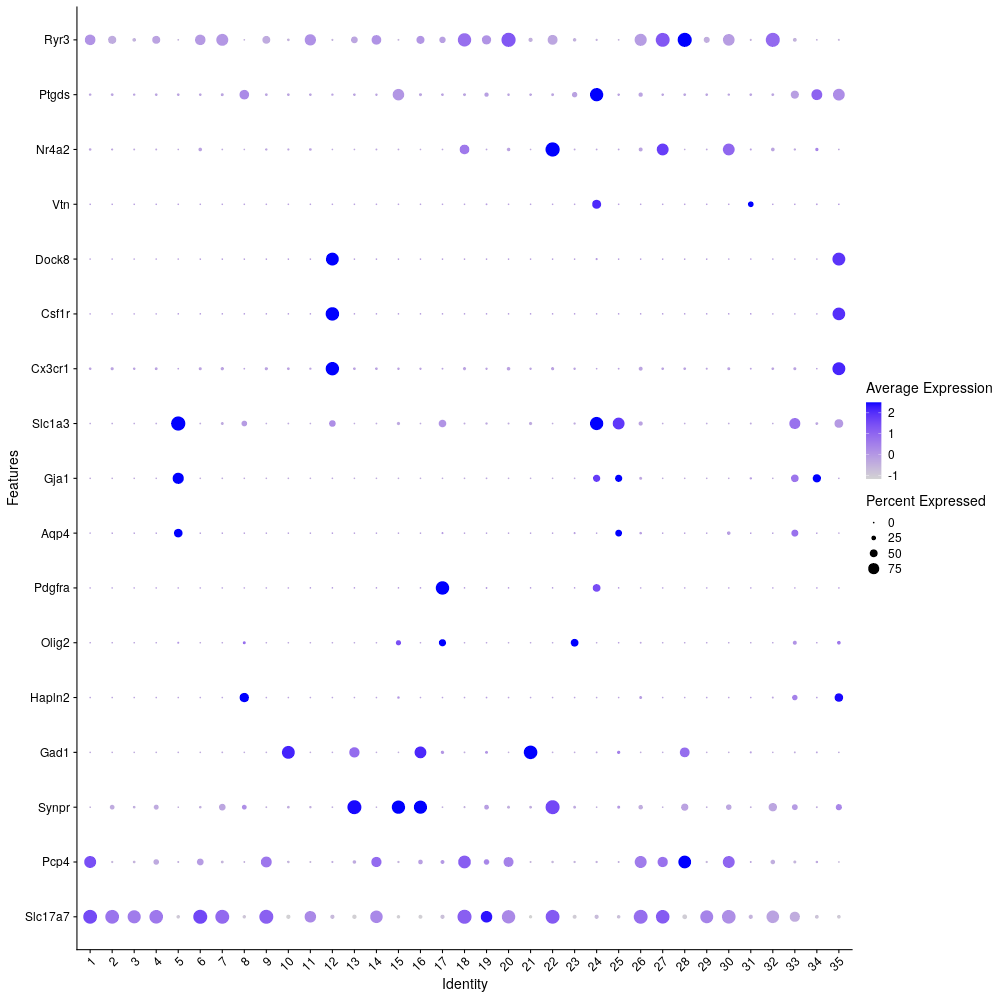 Ryr3
Ptgds
Nr4a2
Vtn
Dock8
Csf1r
Cx3cr1
Slc1a3
Gja1
Aqp4
Pdgfra
Olig2
Hapln2
Gad1
Synpr
Pcp4
Slc17a7
Features
1 2 3 4 5 6 7 8 9 10 11 12 13 14 15 16 17 18 19 20 21 22 23 24 25 26 27 28 29 30 31 32 33 34 35
Identity
Average Expression
2
1
0
-1
Percent Expressed
0
25
50
75